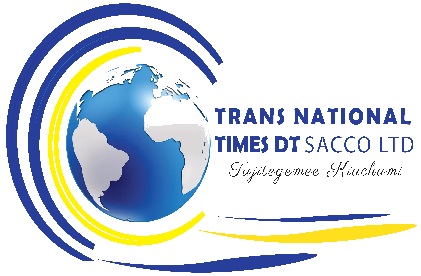 TRANS NATIONAL
TIMES DT SACCO LTD
Tujitegemee Kiuchumi